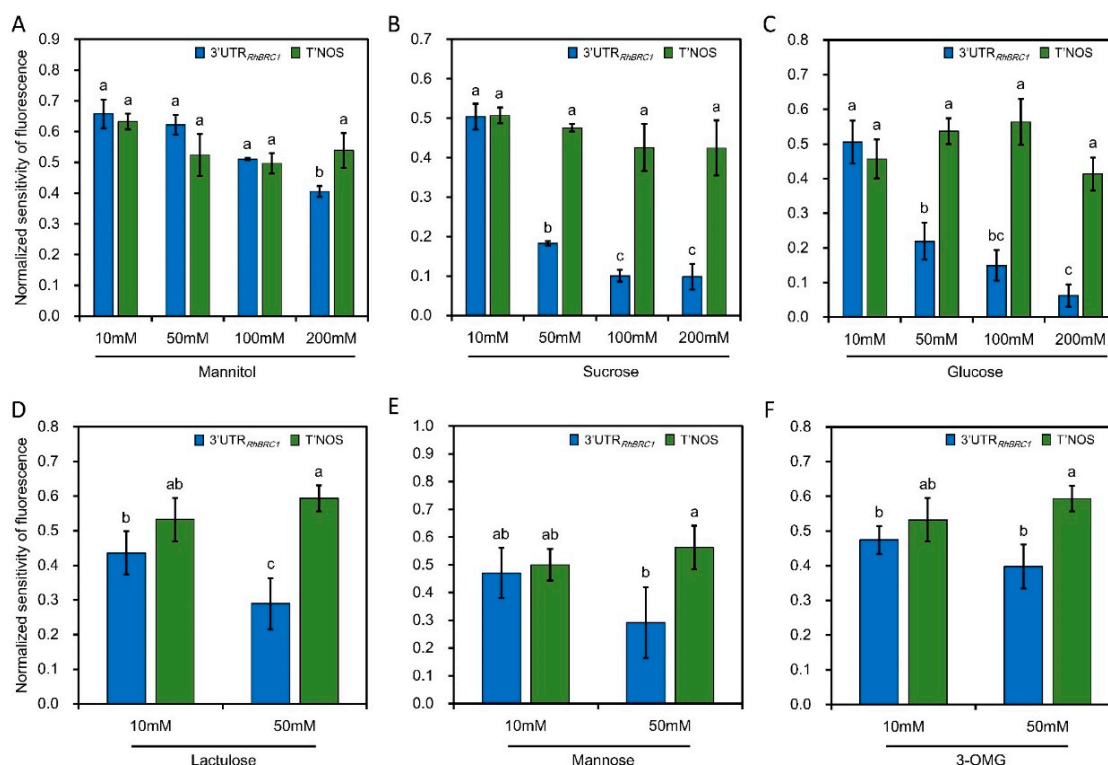 A
B
C
Normalized sensitivity of fluorescence
0.9
0.8
0.7
0.6
0.5
0.4
0.3
0.2
0.1
0.0
3'UTR_RhBRC1 T'NOS
a a a a a a b a
10mM 50mM 100mM 200mM
Mannitol
0.7
0.6
0.5
0.4
0.3
0.2
0.1
0.0
3'UTR_RhBRC1 T'NOS
a a b a c a c a
10mM 50mM 100mM 200mM
Sucrose
0.8
0.7
0.6
0.5
0.4
0.3
0.2
0.1
0.0
3'UTR_RhBRC1 T'NOS
a a b a bc a c a
10mM 50mM 100mM 200mM
Glucose
D
E
F
Normalized sensitivity of fluorescence
0.8
0.7
0.6
0.5
0.4
0.3
0.2
0.1
0.0
3'UTR_RhBRC1 T'NOS
b ab c a
10mM 50mM
Lactulose
1.0
0.9
0.8
0.7
0.6
0.5
0.4
0.3
0.2
0.1
0.0
3'UTR_RhBRC1 T'NOS
ab ab b a
10mM 50mM
Mannose
0.8
0.7
0.6
0.5
0.4
0.3
0.2
0.1
0.0
3'UTR_RhBRC1 T'NOS
b ab b a
10mM 50mM
3-OMG